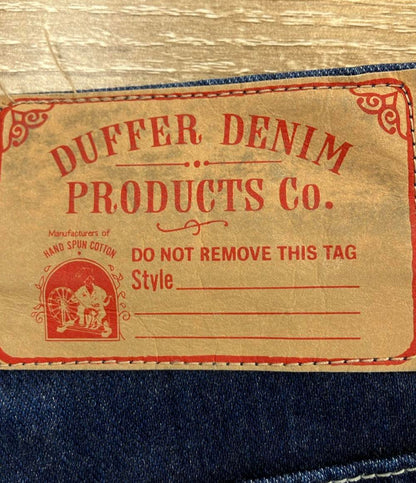 DUFFER DENIM
PRODUCTS Co.
Manufacturers of
HAND SPUN COTTON
DO NOT REMOVE THIS TAG
Style